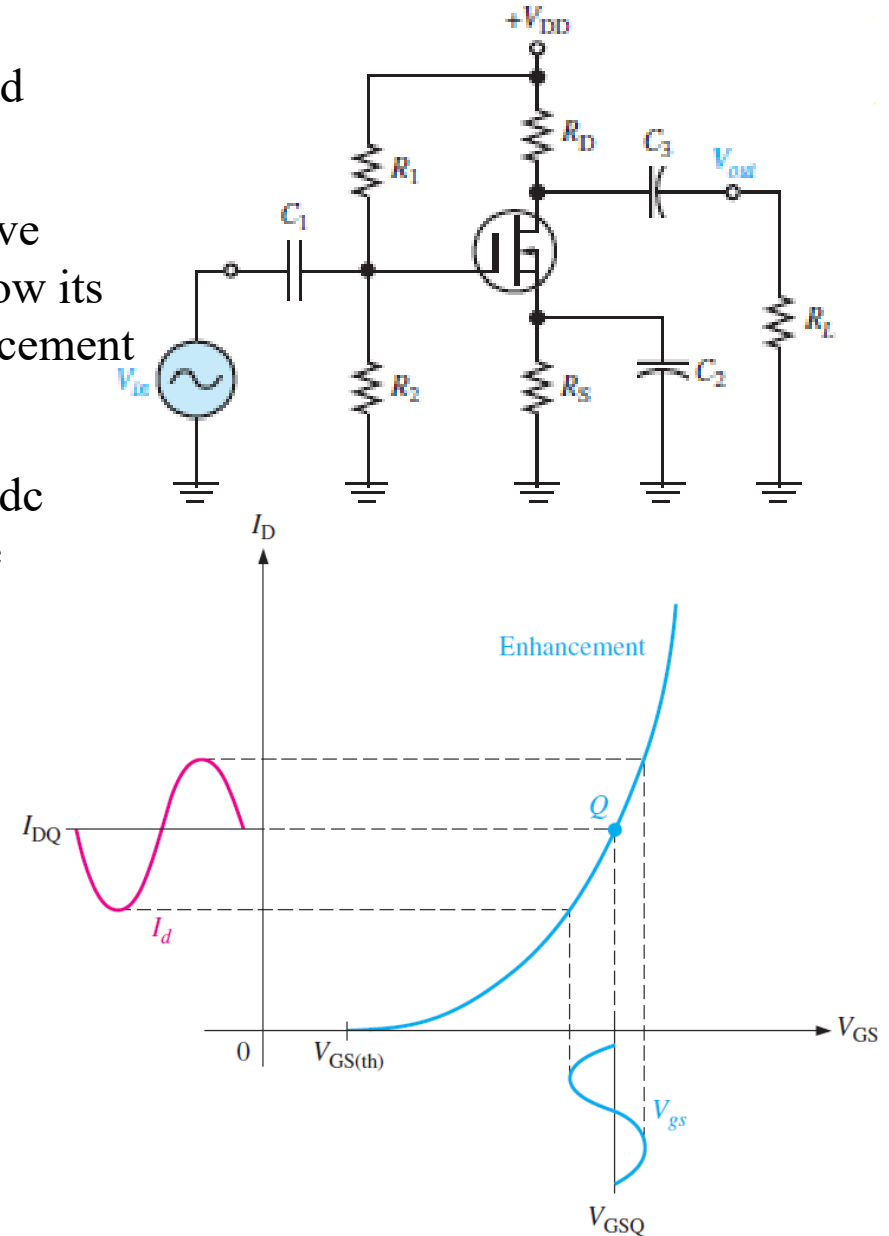 +VDD
d
RD
C3
Vout
R1
ve
C1
ow its
RL
cement
Vin
R2
RS
C2
dc
ID
Enhancement
Q
IDQ
Id
VGS
0
VGS(th)
Vgs
VGSQ